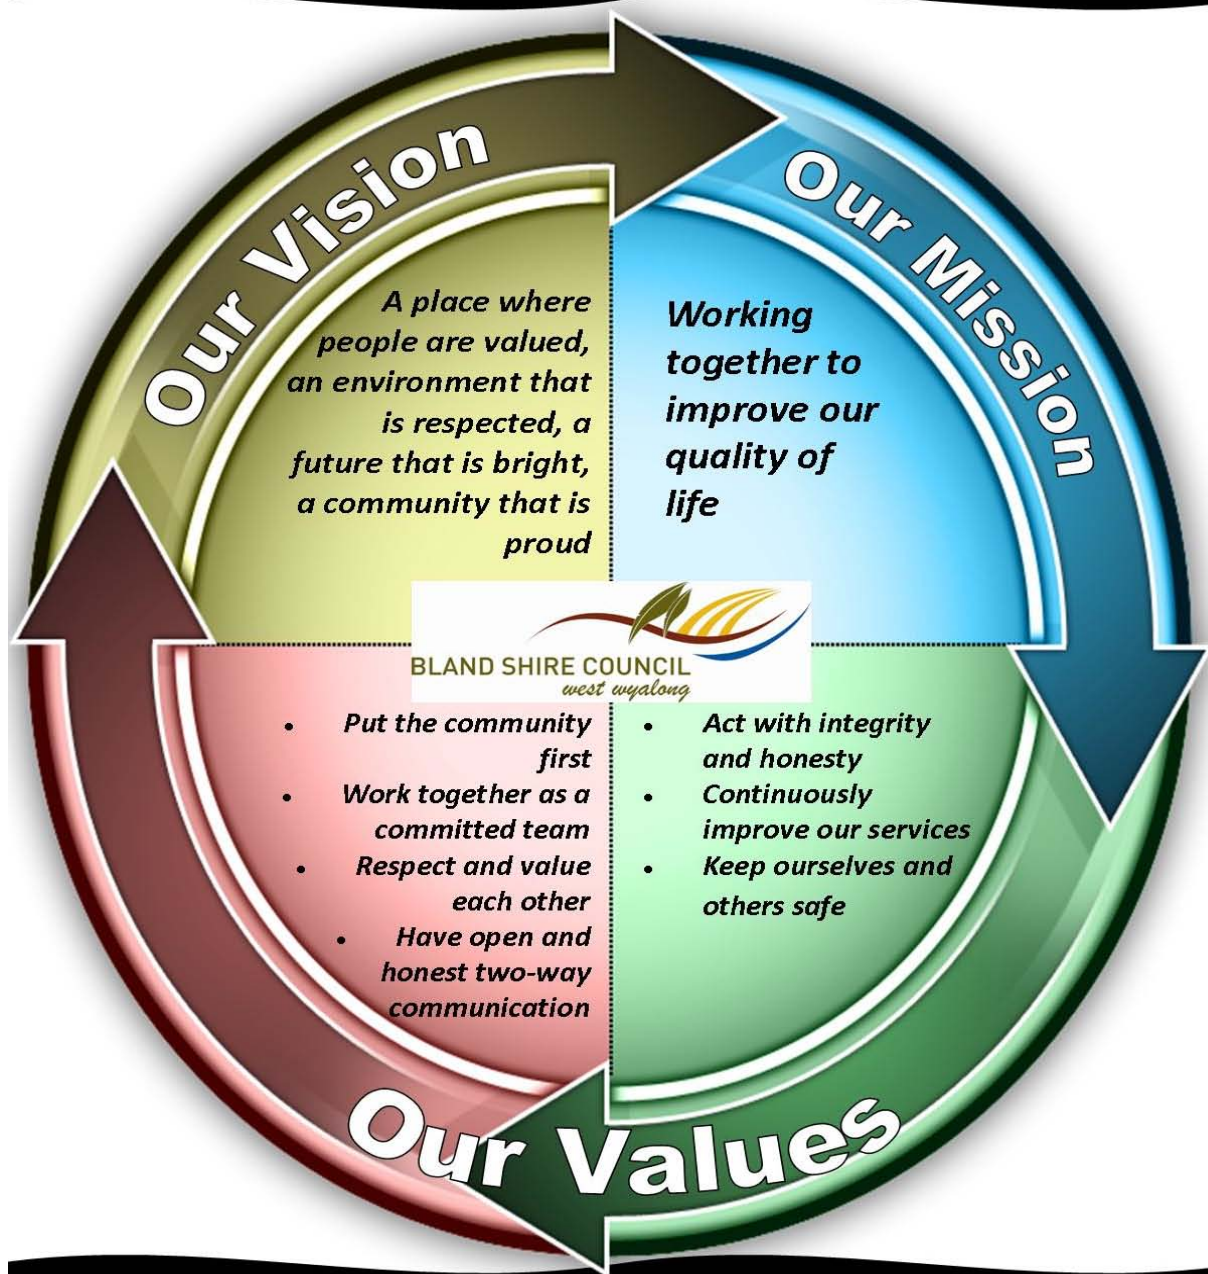 Our Vision
A place where
people are valued,
an environment that
is respected, a
future that is bright,
a community that is
proud
Our Mission
Working
together to
improve our
quality of
life
BLAND SHIRE COUNCIL
west wyalong
• Put the community
first
• Work together as a
committed team
• Respect and value
each other
• Have open and
honest two-way
communication
• Act with integrity
and honesty
• Continuously
improve our services
• Keep ourselves and
others safe
Our Values